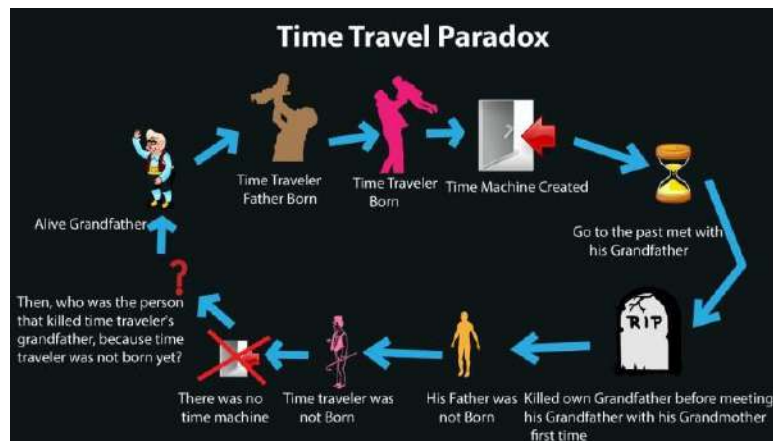 Time Travel Paradox
Time Traveler
Father Born
Time Traveler
Born
Time Machine Created
Go to the past met with
his Grandfather
RIP
Killed own Grandfather before meeting
his Grandfather with his Grandmother
first time
His Father was
not Born
Time traveler was
not Born
There was no
time machine
?
Then, who was the person
that killed time traveler's
grandfather, because time
traveler was not born yet?
Alive Grandfather